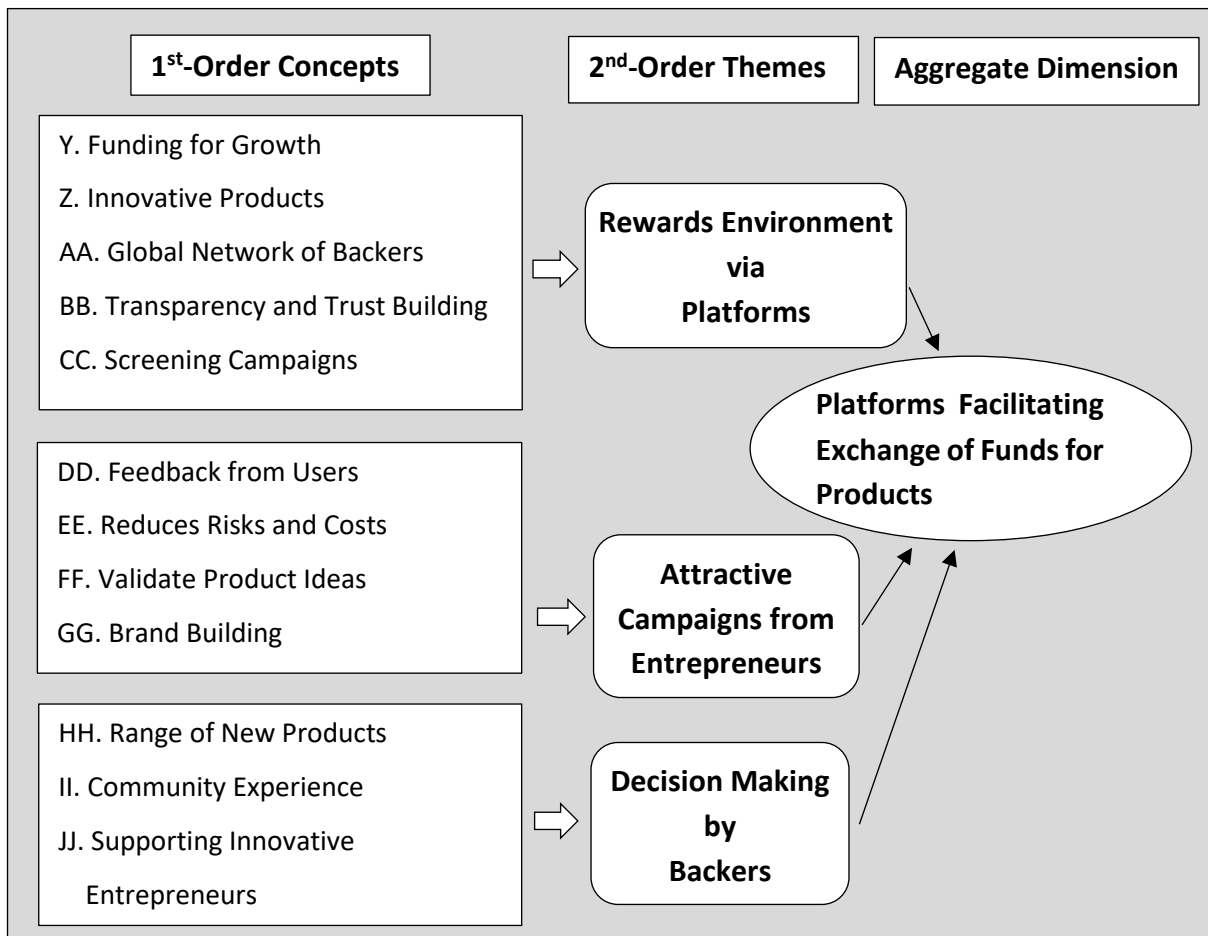 1st-Order Concepts
2nd-Order Themes
Aggregate Dimension
Y. Funding for Growth
Z. Innovative Products
AA. Global Network of Backers
BB. Transparency and Trust Building
CC. Screening Campaigns
Rewards Environment
via
Platforms
Platforms Facilitating
Exchange of Funds for
Products
DD. Feedback from Users
EE. Reduces Risks and Costs
FF. Validate Product Ideas
GG. Brand Building
Attractive
Campaigns from
Entrepreneurs
HH. Range of New Products
II. Community Experience
JJ. Supporting Innovative
Entrepreneurs
Decision Making
by
Backers